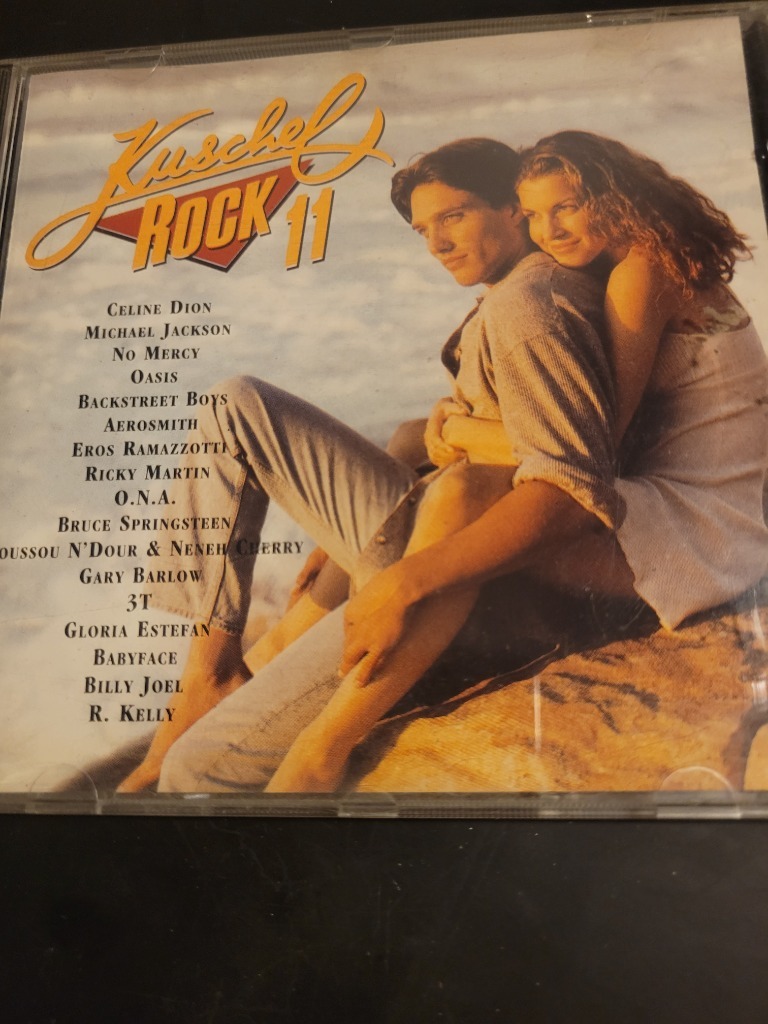 Kuschel
ROCK 11
CELINE DION
MICHAEL JACKSON
NO MERCY
OASIS
BACKSTREET BOYS
AEROSMITH
EROS RAMAZZOTTI
RICKY MARTIN
O.N.A.
BRUCE SPRINGSTEEN
OUSSOU N'DOUR & NENEH CHERRY
GARY BARLOW
3T
GLORIA ESTEFAN
BABYFACE
BILLY JOEL
R. KELLY